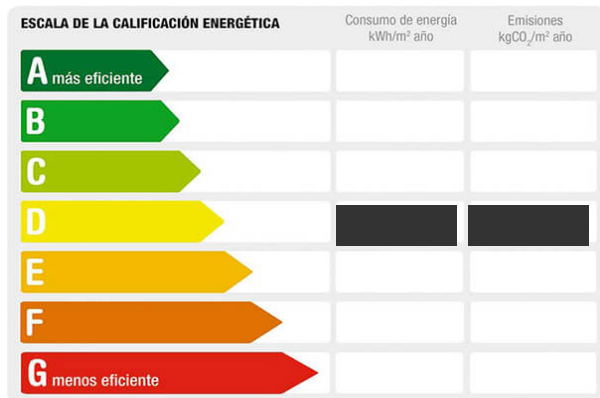 ESCALA DE LA CALIFICACIÓN ENERGÉTICA
Consumo de energía
kWh/m² año
Emisiones
kgCO₂/m² año
A más eficiente
B
C
D
E
F
G menos eficiente